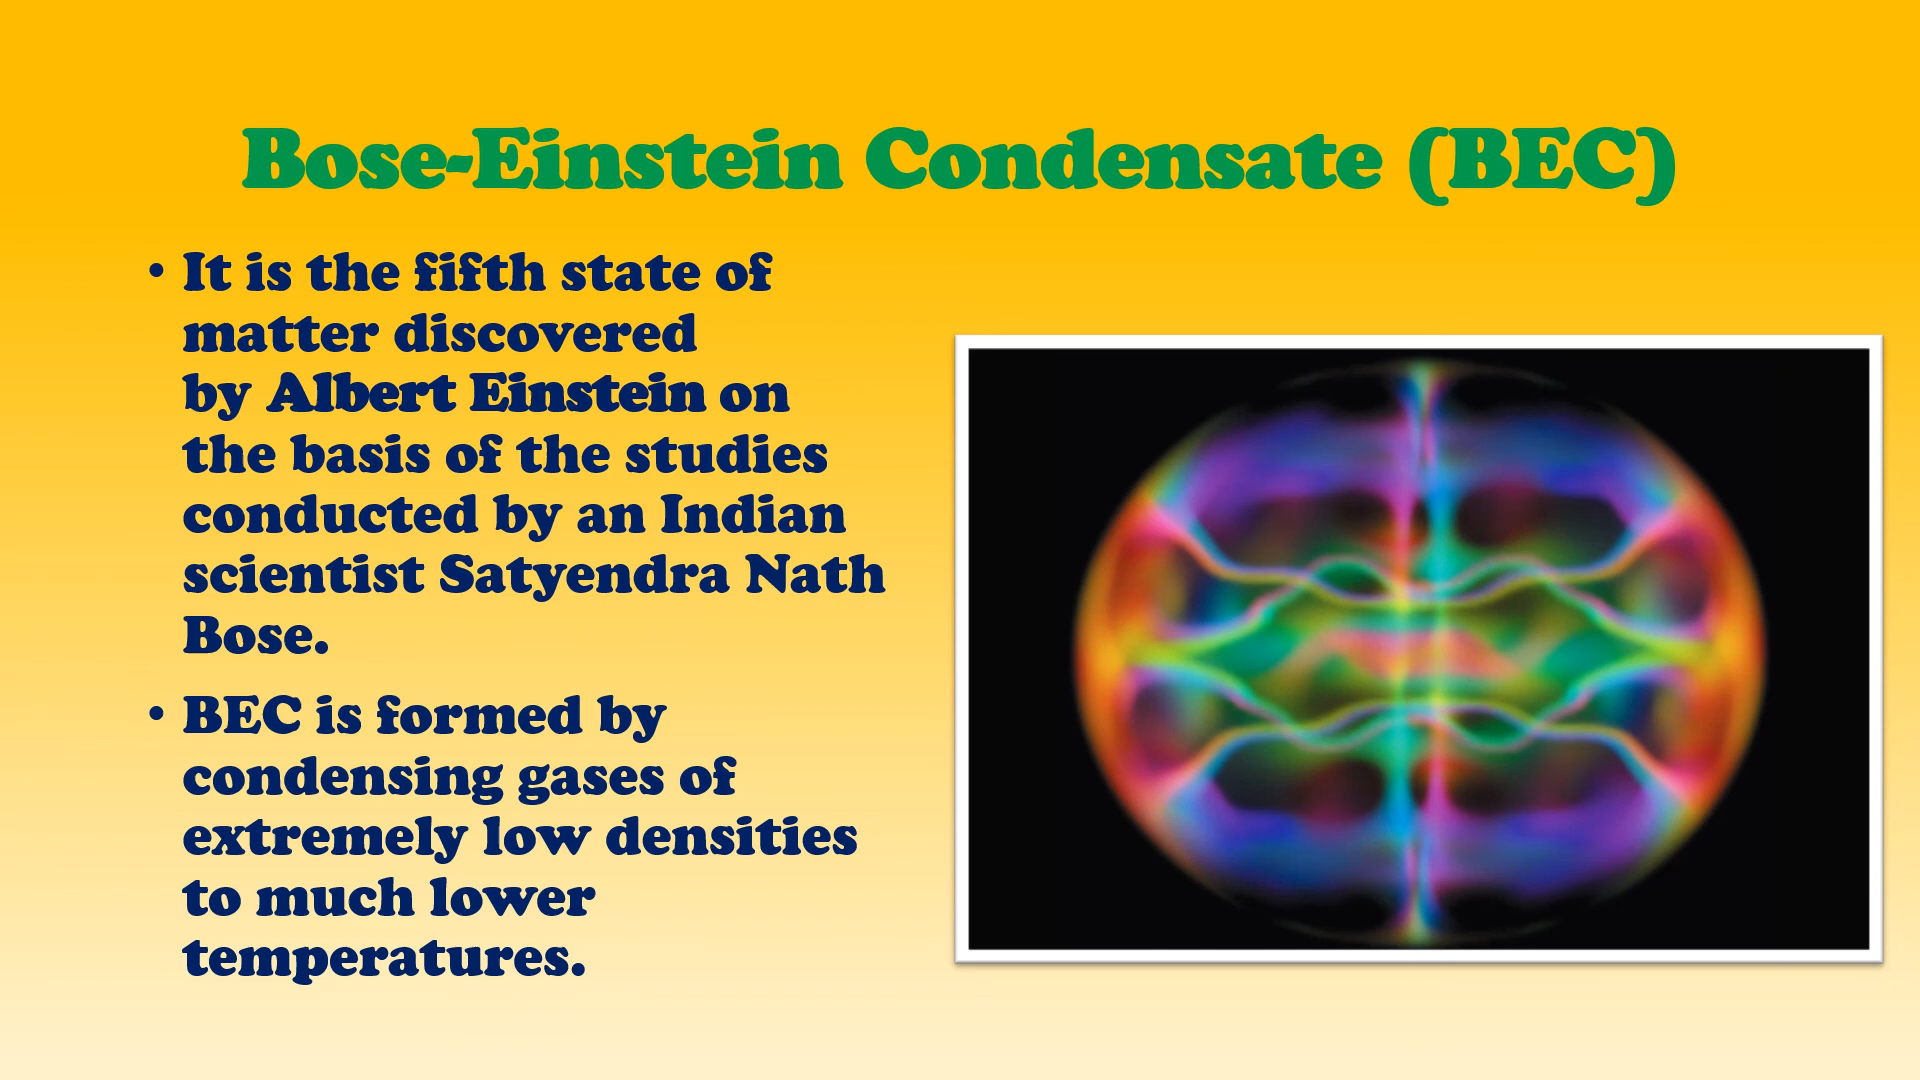 Bose-Einstein Condensate (BEC)
• It is the fifth state of
matter discovered
by Albert Einstein on
the basis of the studies
conducted by an Indian
scientist Satyendra Nath
Bose.
• BEC is formed by
condensing gases of
extremely low densities
to much lower
temperatures.